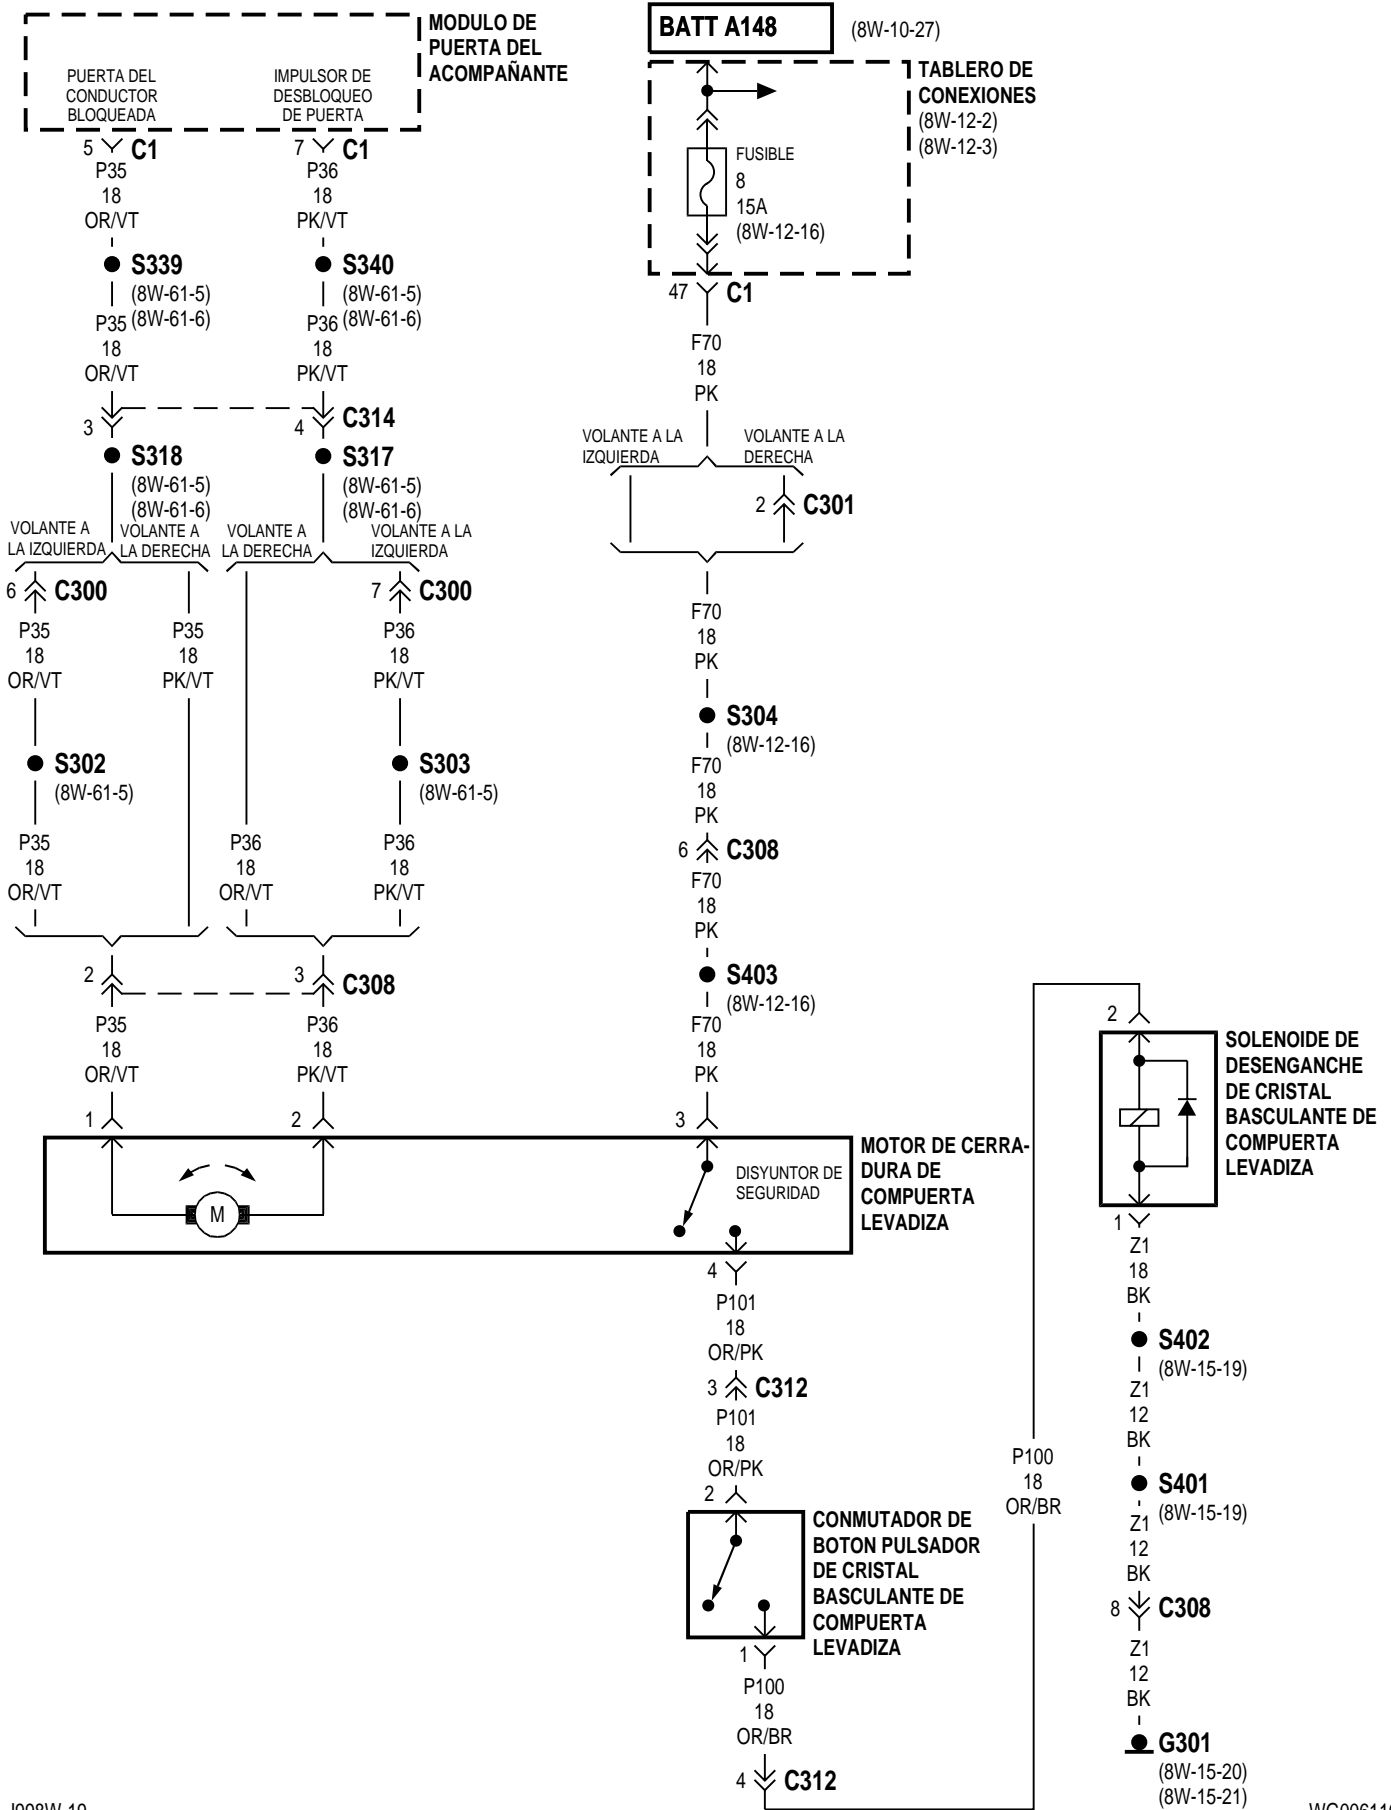 MODULO DE
PUERTA DEL
ACOMPAÑANTE
PUERTA DEL
CONDUCTOR
BLOQUEADA
IMPULSOR DE
DESBLOQUEO
DE PUERTA
5 C1
7 C1
P35
18
OR/VT
P36
18
PK/VT
S339
(8W-61-5)
(8W-61-6)
S340
(8W-61-5)
(8W-61-6)
P35
18
OR/VT
P36
18
PK/VT
3
4
C314
S318
(8W-61-5)
(8W-61-6)
S317
(8W-61-5)
(8W-61-6)
VOLANTE A
LA IZQUIERDA
VOLANTE A
LA DERECHA
VOLANTE A
LA DERECHA
VOLANTE A LA
IZQUIERDA
6 C300
7 C300
P35
18
OR/VT
P35
18
PK/VT
P36
18
PK/VT
S302
(8W-61-5)
S303
(8W-61-5)
P35
18
OR/VT
P36
18
OR/VT
P36
18
PK/VT
2
3
C308
P35
18
OR/VT
P36
18
PK/VT
1
2
BATT A148
(8W-10-27)
TABLERO DE
CONEXIONES
(8W-12-2)
(8W-12-3)
FUSIBLE
8
15A
(8W-12-16)
47 C1
F70
18
PK
VOLANTE A LA
IZQUIERDA
VOLANTE A LA
DERECHA
2 C301
F70
18
PK
S304
(8W-12-16)
F70
18
PK
6 C308
F70
18
PK
S403
(8W-12-16)
F70
18
PK
3
MOTOR DE CERRA-
DURA DE
COMPUERTA
LEVADIZA
M
DISYUNTOR DE
SEGURIDAD
4
P101
18
OR/PK
3 C312
P101
18
OR/PK
2
CONMUTADOR DE
BOTON PULSADOR
DE CRISTAL
BASCULANTE DE
COMPUERTA
LEVADIZA
1
P100
18
OR/BR
4 C312
P100
18
OR/BR
2
SOLENOIDE DE
DESENGANCHE
DE CRISTAL
BASCULANTE DE
COMPUERTA
LEVADIZA
1
Z1
18
BK
S402
(8W-15-19)
Z1
12
BK
S401
(8W-15-19)
Z1
12
BK
8 C308
Z1
12
BK
G301
(8W-15-20)
(8W-15-21)